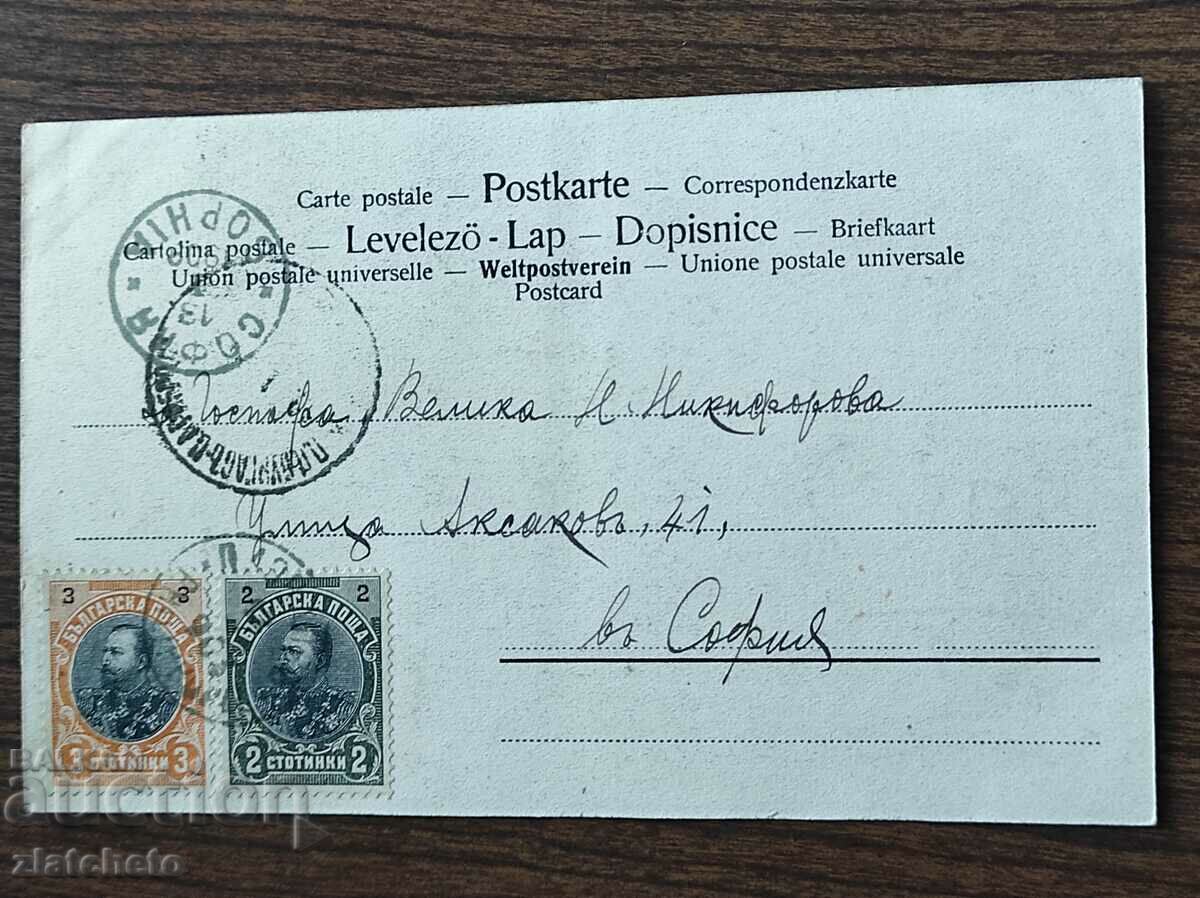 Carte postale — Postkarte — Correspondenzkarte
Cartolina postale — Levelezö - Lap — Dopisnice — Briefkaart
Union postale universelle — Weltpostverein — Unione postale universale
Postcard
СОФИЯ
13
Госпожа Велика Н. Никифорова
Улица Аксаковъ, 41,
въ София
3 3
БЪЛГАРСКА ПОЩА
3 СТОТИНКИ 3
2 2
БЪЛГАРСКА ПОЩА
2 СТОТИНКИ 2
auction
zlatcheto